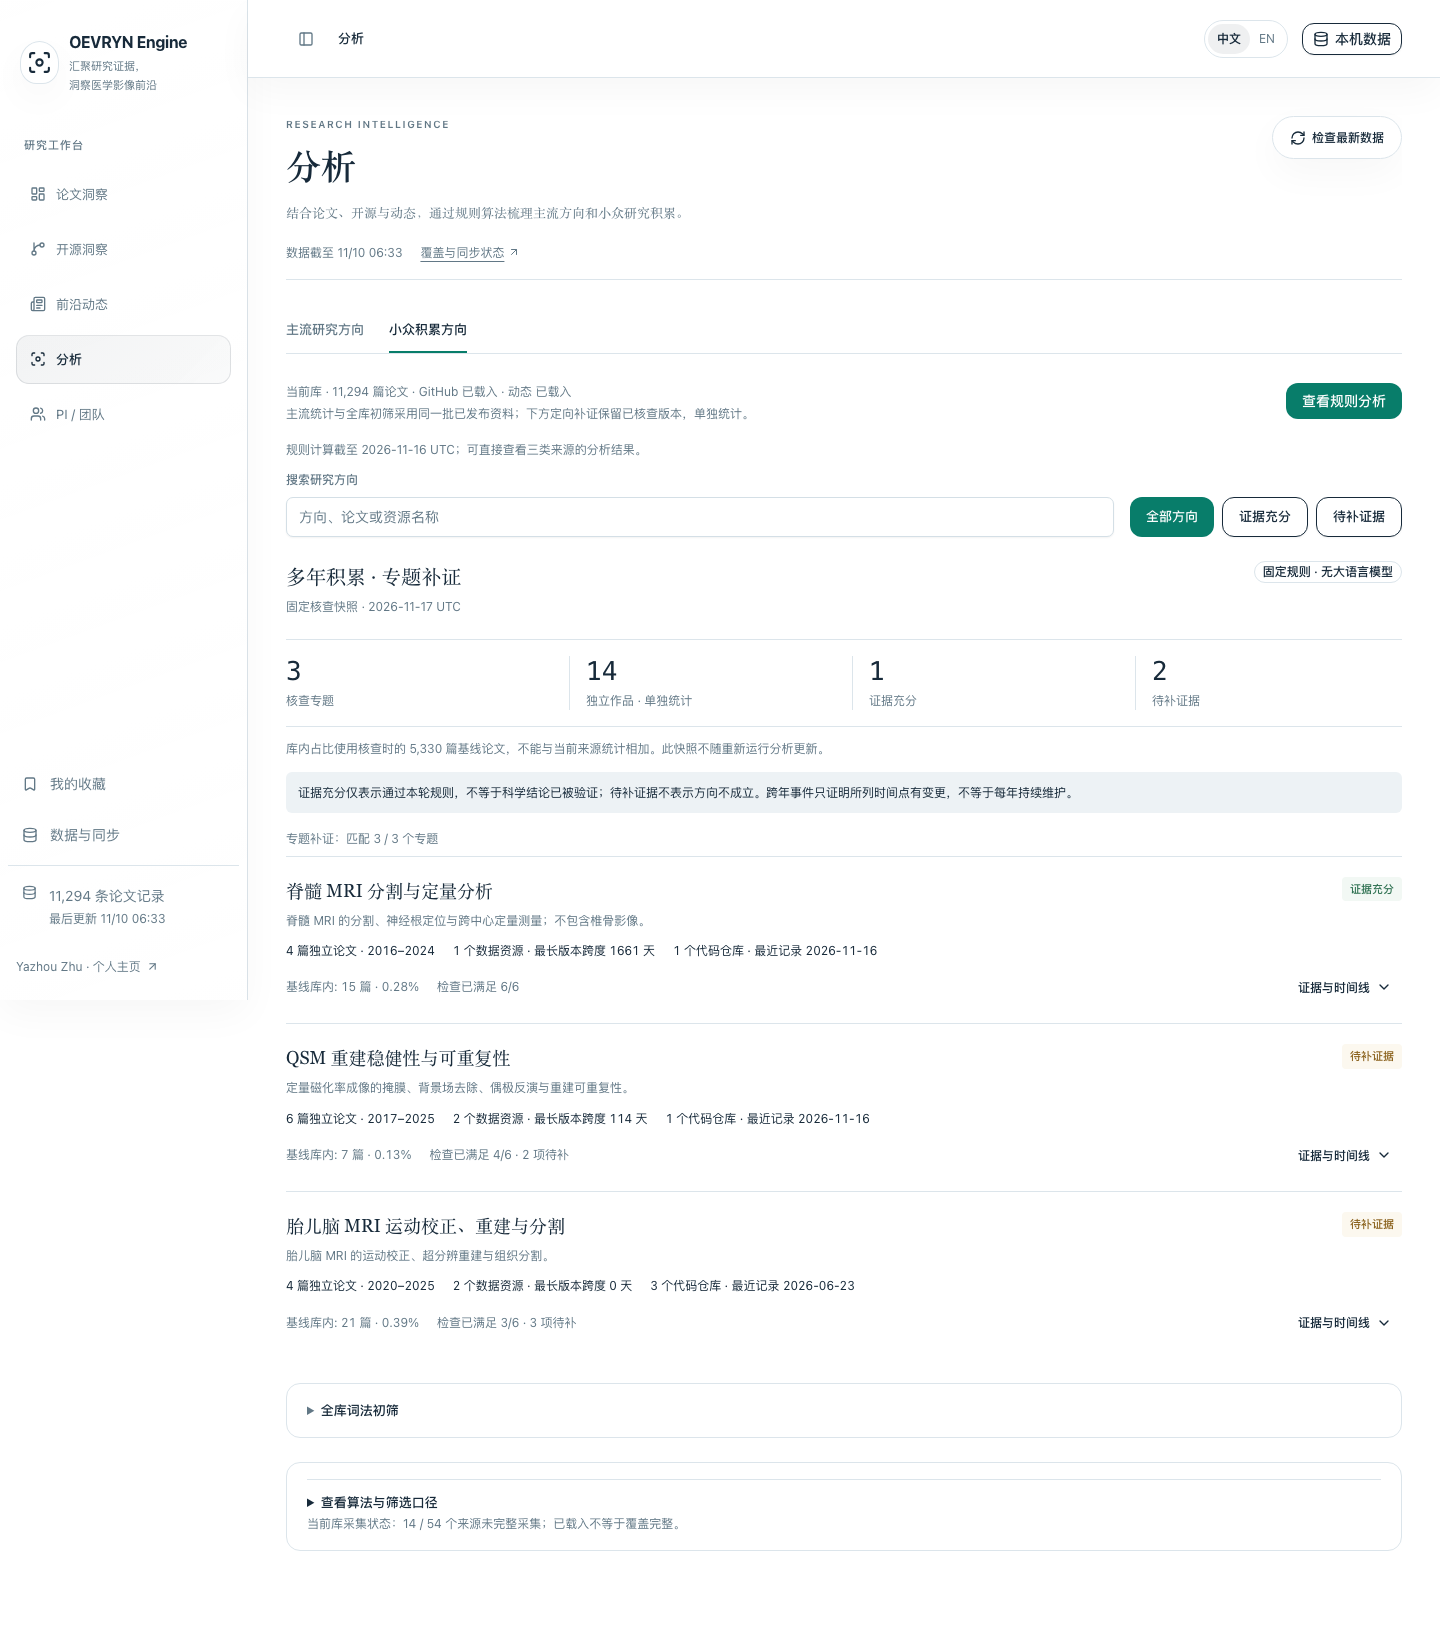 OEVRYN Engine
汇聚研究证据，
洞察医学影像前沿
研究工作台
论文洞察
开源洞察
前沿动态
分析
PI / 团队
我的收藏
数据与同步
11,294 条论文记录
最后更新 11/10 06:33
Yazhou Zhu · 个人主页
分析
中文
EN
本机数据
RESEARCH INTELLIGENCE
分析
检查最新数据
结合论文、开源与动态，通过规则算法梳理主流方向和小众研究积累。
数据截至 11/10 06:33 覆盖与同步状态
主流研究方向 小众积累方向
当前库 · 11,294 篇论文 · GitHub 已载入 · 动态 已载入
主流统计与全库初筛采用同一批已发布资料；下方定向补证保留已核查版本，单独统计。
查看规则分析
规则计算截至 2026-11-16 UTC；可直接查看三类来源的分析结果。
搜索研究方向
方向、论文或资源名称
全部方向 证据充分 待补证据
多年积累 · 专题补证
固定规则 · 无大语言模型
固定核查快照 · 2026-11-17 UTC
3
核查专题
14
独立作品 · 单独统计
1
证据充分
2
待补证据
库内占比使用核查时的 5,330 篇基线论文，不能与当前来源统计相加。此快照不随重新运行分析更新。
证据充分仅表示通过本轮规则，不等于科学结论已被验证；待补证据不表示方向不成立。跨年事件只证明所列时间点有变更，不等于每年持续维护。
专题补证：匹配 3 / 3 个专题
脊髓 MRI 分割与定量分析
证据充分
脊髓 MRI 的分割、神经根定位与跨中心定量测量；不包含椎骨影像。
4 篇独立论文 · 2016–2024 1 个数据资源 · 最长版本跨度 1661 天 1 个代码仓库 · 最近记录 2026-11-16
基线库内: 15 篇 · 0.28% 检查已满足 6/6
证据与时间线
QSM 重建稳健性与可重复性
待补证据
定量磁化率成像的掩膜、背景场去除、偶极反演与重建可重复性。
6 篇独立论文 · 2017–2025 2 个数据资源 · 最长版本跨度 114 天 1 个代码仓库 · 最近记录 2026-11-16
基线库内: 7 篇 · 0.13% 检查已满足 4/6 · 2 项待补
证据与时间线
胎儿脑 MRI 运动校正、重建与分割
待补证据
胎儿脑 MRI 的运动校正、超分辨重建与组织分割。
4 篇独立论文 · 2020–2025 2 个数据资源 · 最长版本跨度 0 天 3 个代码仓库 · 最近记录 2026-06-23
基线库内: 21 篇 · 0.39% 检查已满足 3/6 · 3 项待补
证据与时间线
全库词法初筛
查看算法与筛选口径
当前库采集状态：14 / 54 个来源未完整采集；已载入不等于覆盖完整。